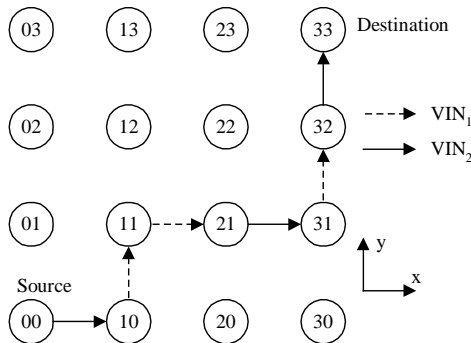 03 13 23 33 Destination
02 12 22 32
VIN₁
VIN₂
01 11 21 31
y
x
Source
00 10 20 30